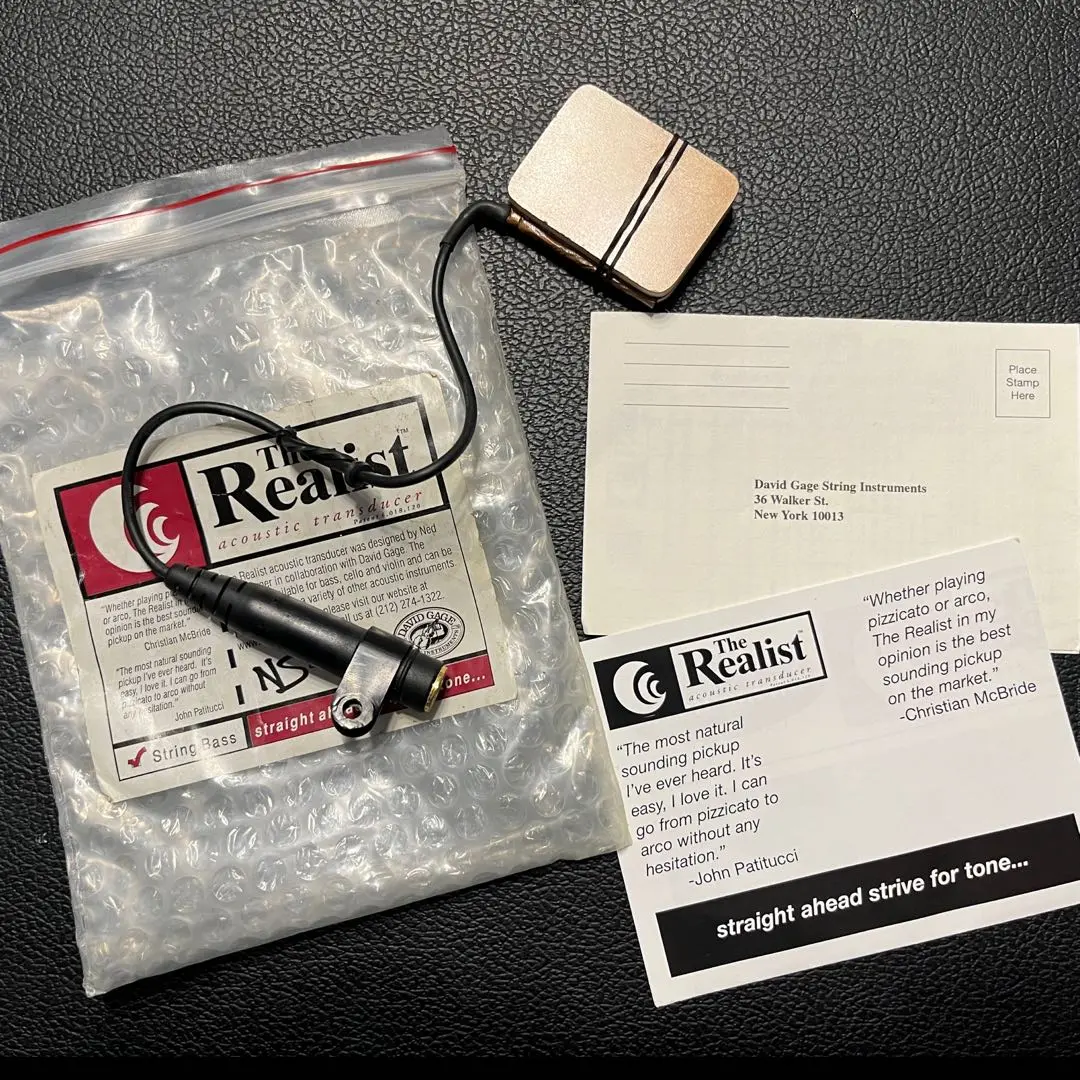 The
Realist
TM
acoustic transducer
Patent 6,018,120
Realist acoustic transducer was designed by Ned
in collaboration with David Gage. The
for bass, cello and violin and can be
variety of other acoustic instruments.
please visit our website at
us at (212) 274-1322.
"Whether playing
or arco, The Realist in
opinion is the best
pickup on the market."
Christian McBride
"The most natural sounding
pickup I've ever heard. It's
easy, I love it. I can go from
pizzicato to arco without
any hesitation."
John Patitucci
DAVID GAGE
NS
String Bass
straight
tone...
Place
Stamp
Here
David Gage String Instruments
36 Walker St.
New York 10013
The
Realist
acoustic transducer
"Whether playing
pizzicato or arco,
The Realist in my
opinion is the best
sounding pickup
on the market."
-Christian McBride
"The most natural
sounding pickup
I've ever heard. It's
easy, I love it. I can
go from pizzicato to
arco without any
hesitation."
-John Patitucci
straight ahead strive for tone...